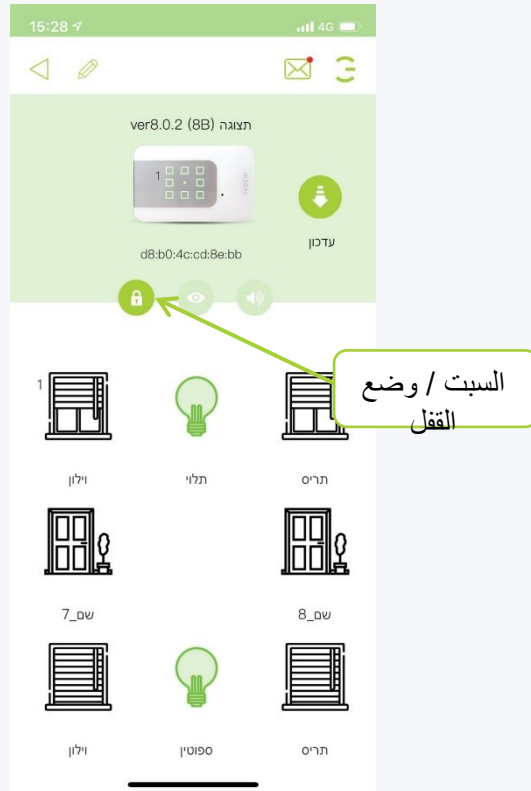 15:28 4G
תצוגה ver8.0.2 (8B)
1
d8:b0:4c:cd:8e:bb
עדכון
السبت / وضع
القفل
1
וילון תלוי תריס
שם_7 שם_8
וילון ספוטין תריס